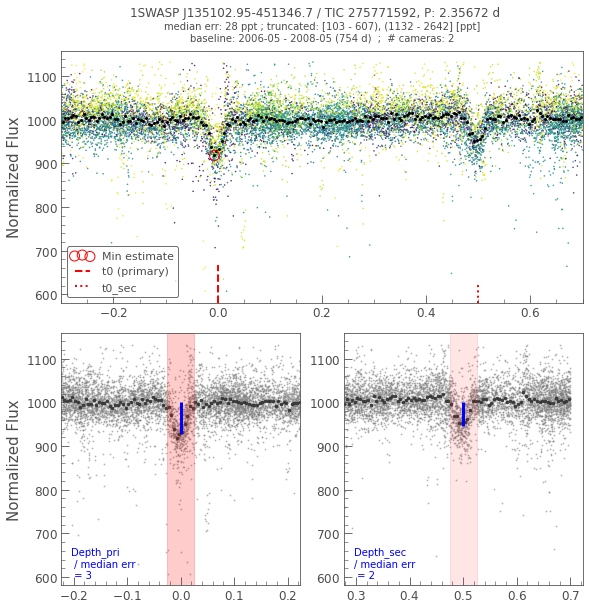 1SWASP J135102.95-451346.7 / TIC 275771592, P: 2.35672 d
median err: 28 ppt ; truncated: [103 - 607), (1132 - 2642] [ppt]
baseline: 2006-05 - 2008-05 (754 d)  ;  # cameras: 2
Normalized Flux
1100
1000
900
800
700
600
Min estimate
t0 (primary)
t0_sec
−0.2
0.0
0.2
0.4
0.6
Normalized Flux
1100
1000
900
800
700
600
Depth_pri
/ median err
= 3
−0.2
−0.1
0.0
0.1
0.2
1100
1000
900
800
700
600
Depth_sec
/ median err
= 2
0.3
0.4
0.5
0.6
0.7